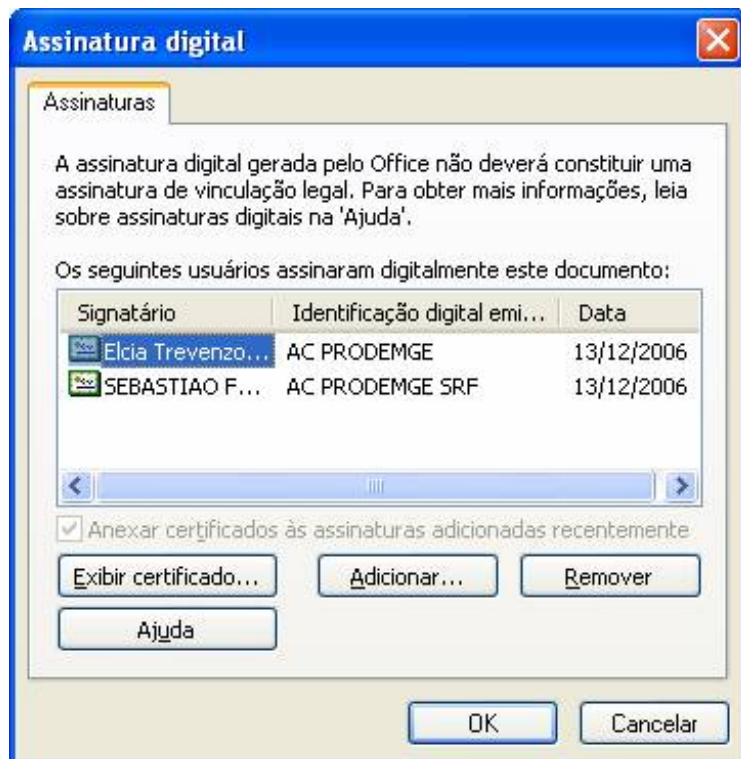 Assinatura digital
Assinaturas
A assinatura digital gerada pelo Office não deverá constituir uma
assinatura de vinculação legal. Para obter mais informações, leia
sobre assinaturas digitais na 'Ajuda'.
Os seguintes usuários assinaram digitalmente este documento:
Signatário Identificação digital emi... Data
Elcia Trevenzo... AC PRODEMGE 13/12/2006
SEBASTIAO F... AC PRODEMGE SRF 13/12/2006
Anexar certificados às assinaturas adicionadas recentemente
Exibir certificado... Adicionar... Remover
Ajuda
OK Cancelar